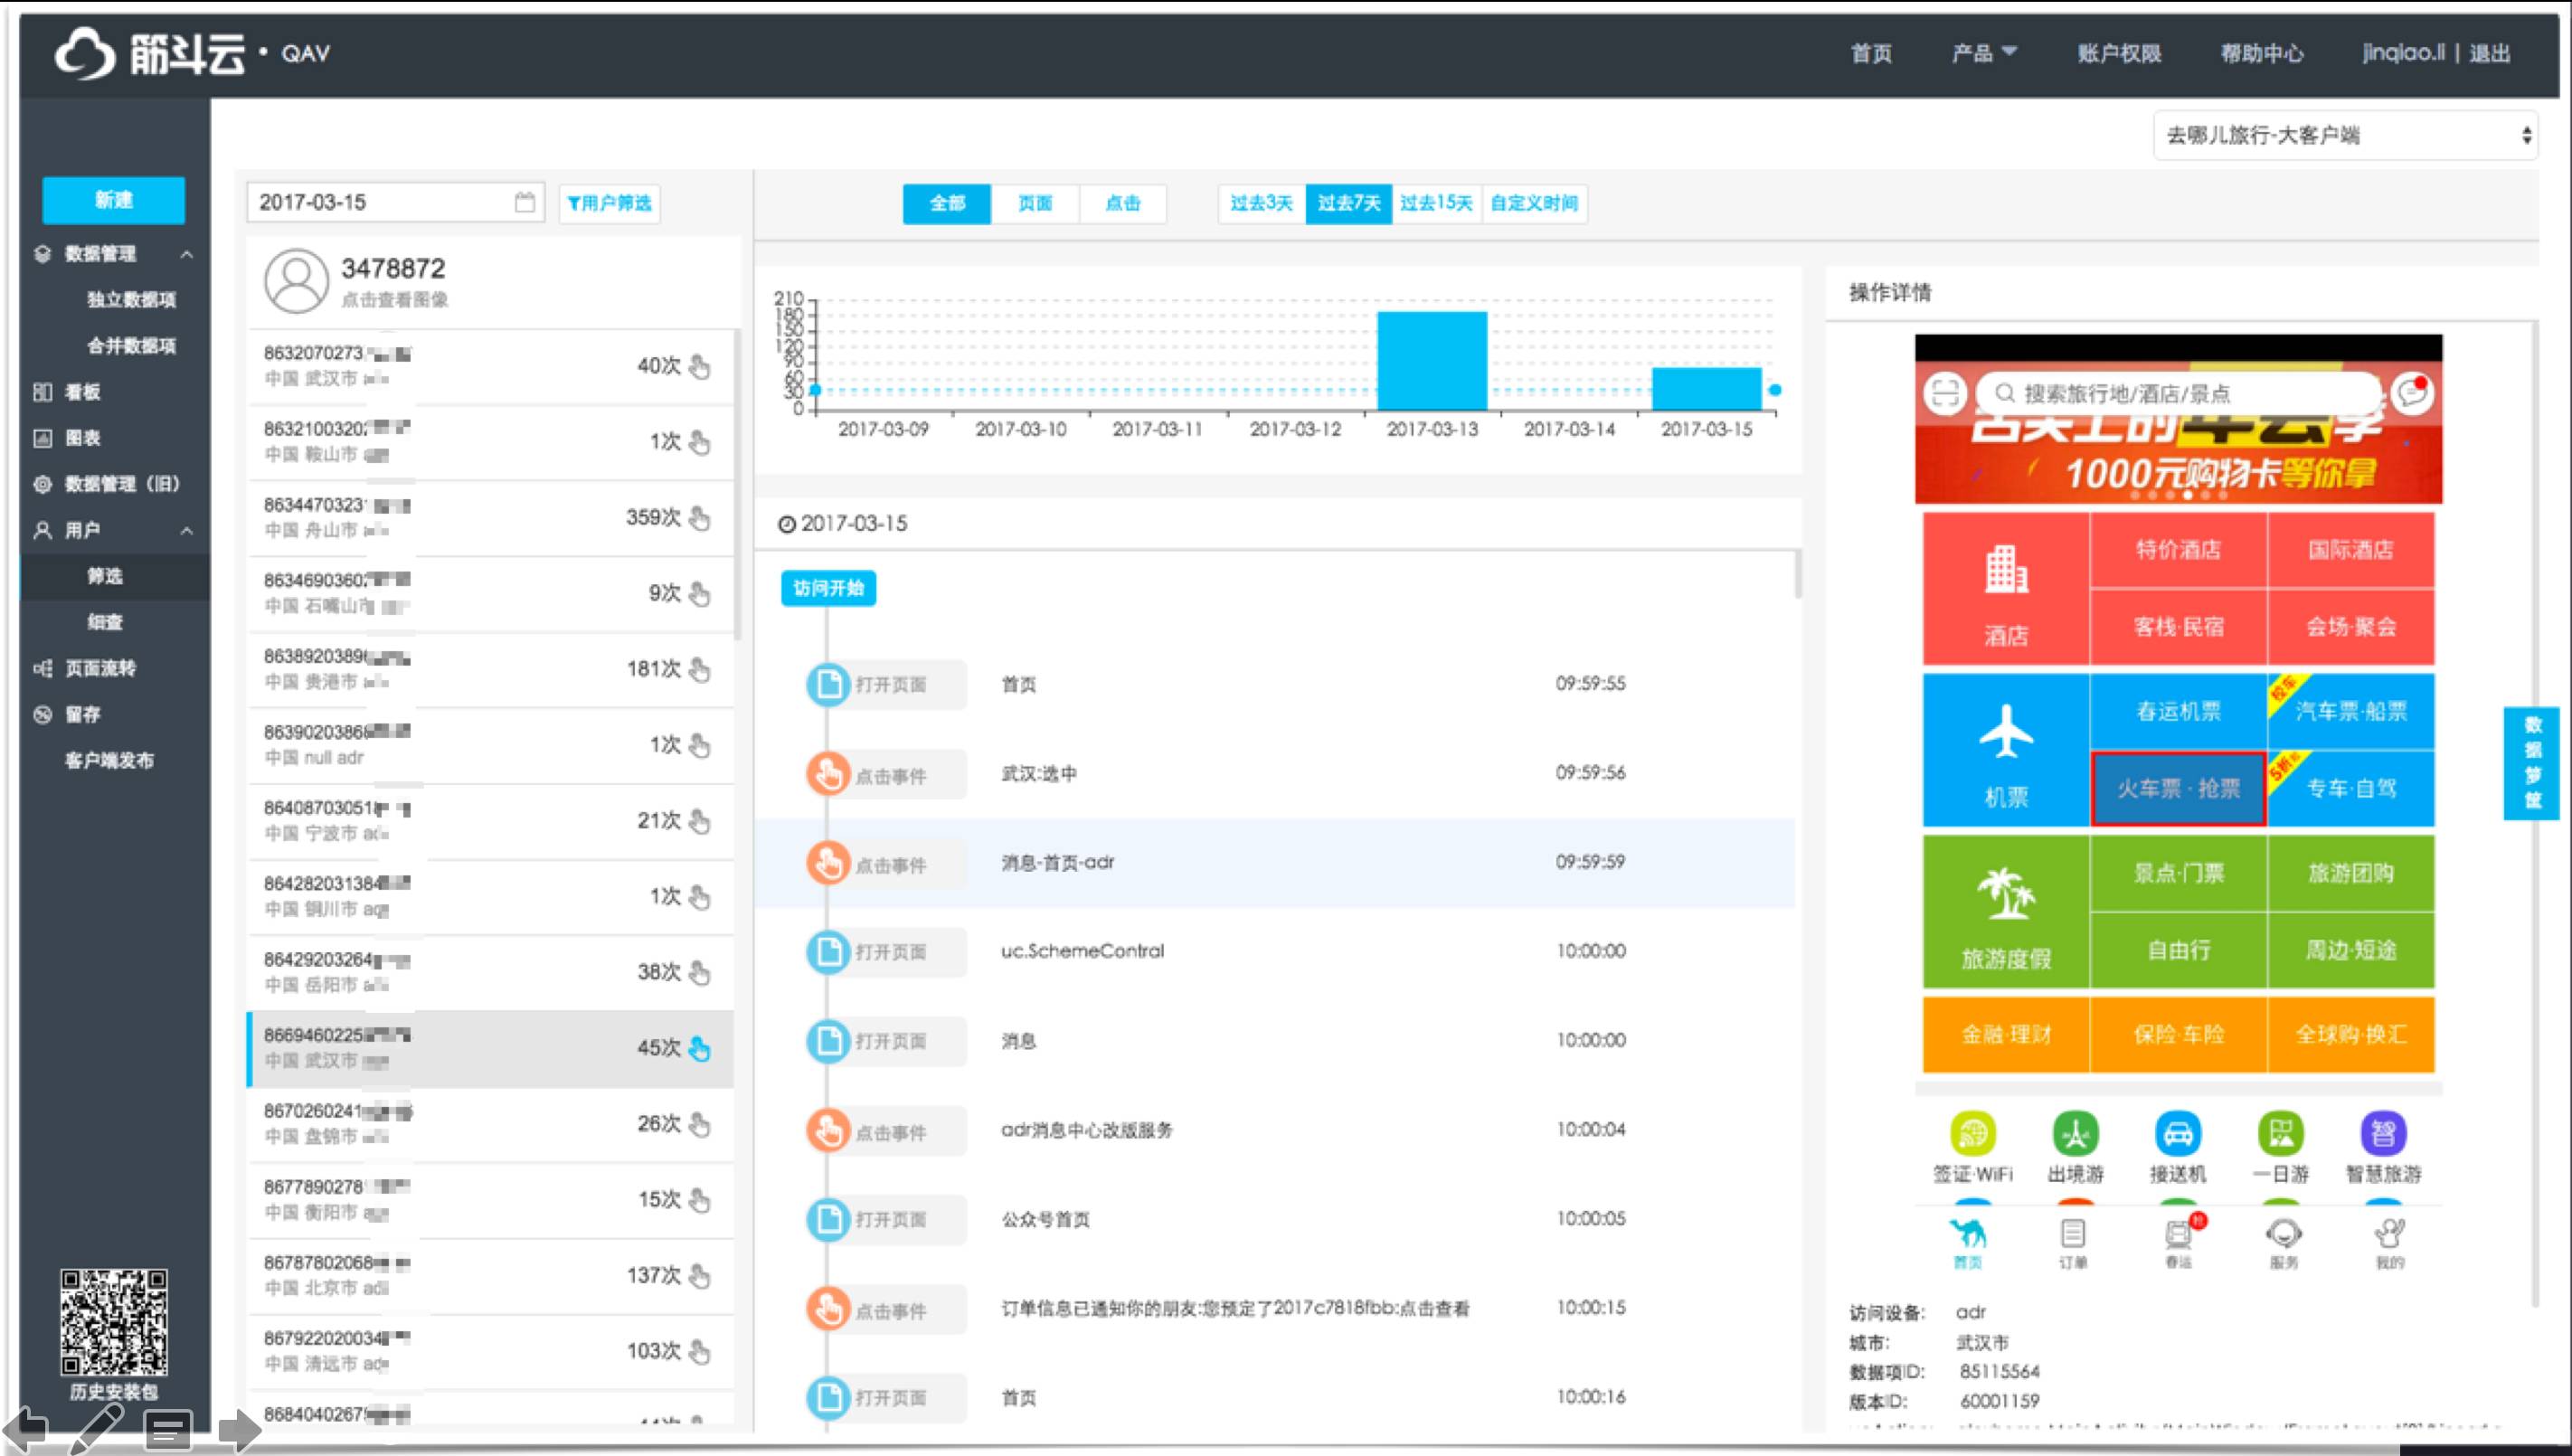 筋斗云·QAV
首页 产品 账户权限 帮助中心 jinqiao.li | 退出
去哪儿旅行-大客户端
新建
数据管理
独立数据项
合并数据项
看板
图表
数据管理（旧）
用户
筛选
细查
页面流转
留存
客户端发布
历史安装包
2017-03-15 用户筛选
3478872
点击查看图像
8632070273
中国 武汉市
40次
8632100320
中国 鞍山市
1次
8634470323
中国 舟山市
359次
8634690360
中国 石嘴山市
9次
8638920389
中国 贵港市
181次
8639020386
中国 null adr
1次
864087030518
中国 宁波市
21次
864282031384
中国 铜川市
1次
86429203264
中国 岳阳市
38次
8669460225
中国 武汉市
45次
8670260241
中国 盘锦市
26次
8677890278
中国 衡阳市
15次
86787802068
中国 北京市
137次
867922020034
中国 清远市
103次
8684040267
全部 页面 点击
过去3天 过去7天 过去15天 自定义时间
210
180
150
120
90
60
30
0
2017-03-09 2017-03-10 2017-03-11 2017-03-12 2017-03-13 2017-03-14 2017-03-15
2017-03-15
访问开始
打开页面 首页 09:59:55
点击事件 武汉:选中 09:59:56
点击事件 消息-首页-adr 09:59:59
打开页面 uc.SchemeContral 10:00:00
打开页面 消息 10:00:00
点击事件 adr消息中心改版服务 10:00:04
打开页面 公众号首页 10:00:05
点击事件 订单信息已通知你的朋友:您预定了2017c7818fbb:点击查看 10:00:15
打开页面 首页 10:00:16
操作详情
搜索旅行地/酒店/景点
舌尖上的年会季
1000元购物卡等你拿
酒店 特价酒店 国际酒店
客栈·民宿 会场·聚会
机票 春运机票 汽车票·船票
校车
火车票·抢票 专车·自驾
5折
旅游度假 景点·门票 旅游团购
自由行 周边·短途
金融·理财 保险·车险 全球购·换汇
智
签证·WiFi 出境游 接送机 一日游 智慧旅游
抢
首页 订单 春运 服务 我的
访问设备: adr
城市: 武汉市
数据项ID: 85115564
版本ID: 60001159
数据箩筐